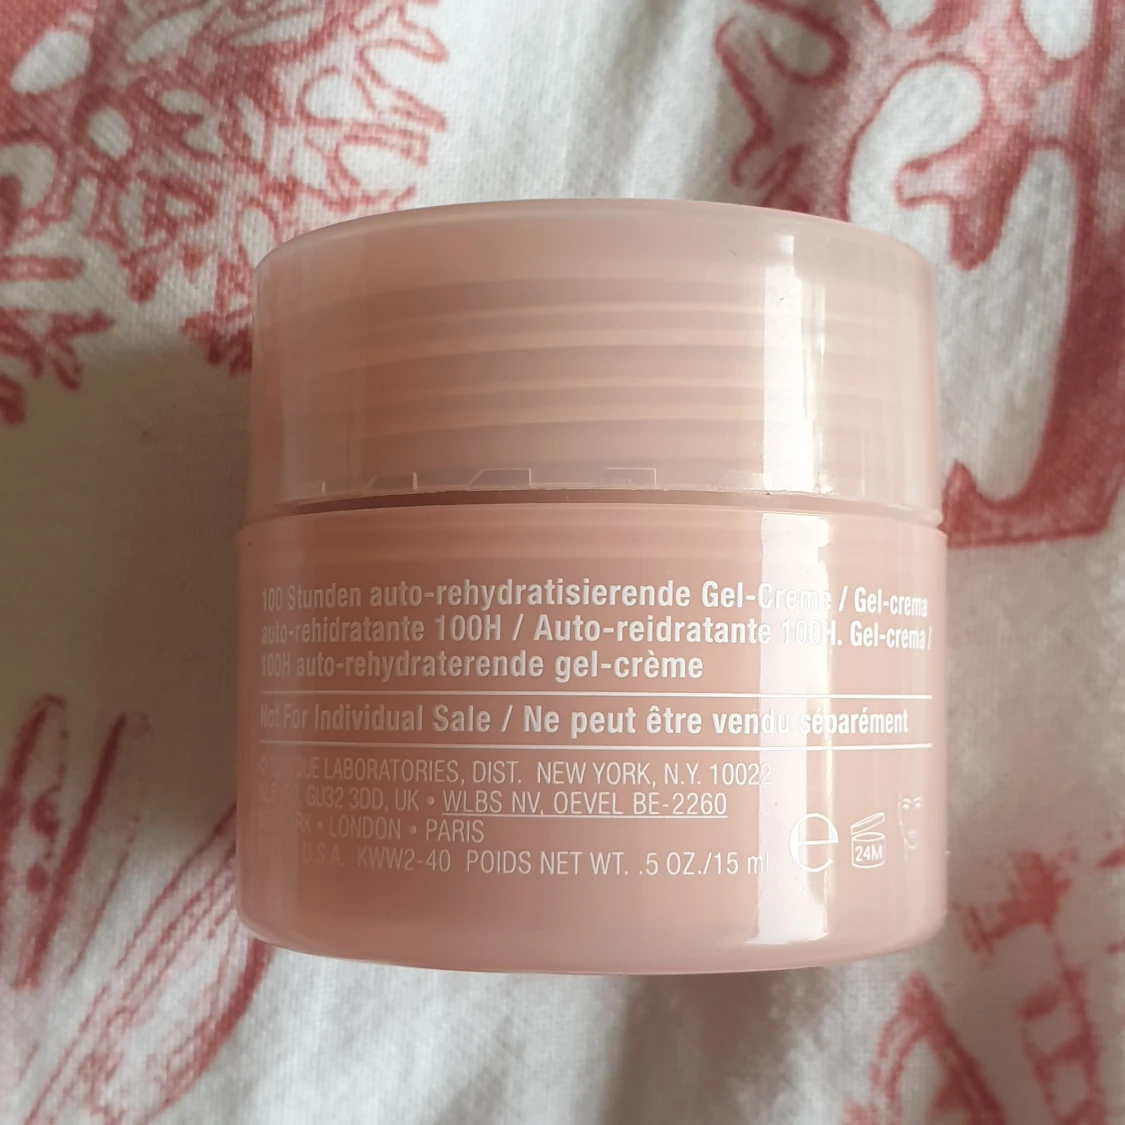 100 Stunden auto-rehydratisierende Gel-Crème / Gel-crema
auto-rehidratante 100H / Auto-reidratante 100H. Gel-crema /
100H auto-rehydraterende gel-crème
Not For Individual Sale / Ne peut être vendu séparément
LABORATORIES, DIST. NEW YORK, N.Y. 10022
GU32 3DD, UK • WLBS NV, OEVEL BE-2260
• LONDON • PARIS
U.S.A. KWW2-40 POIDS NET WT. .5 OZ./15 ml
e 24M